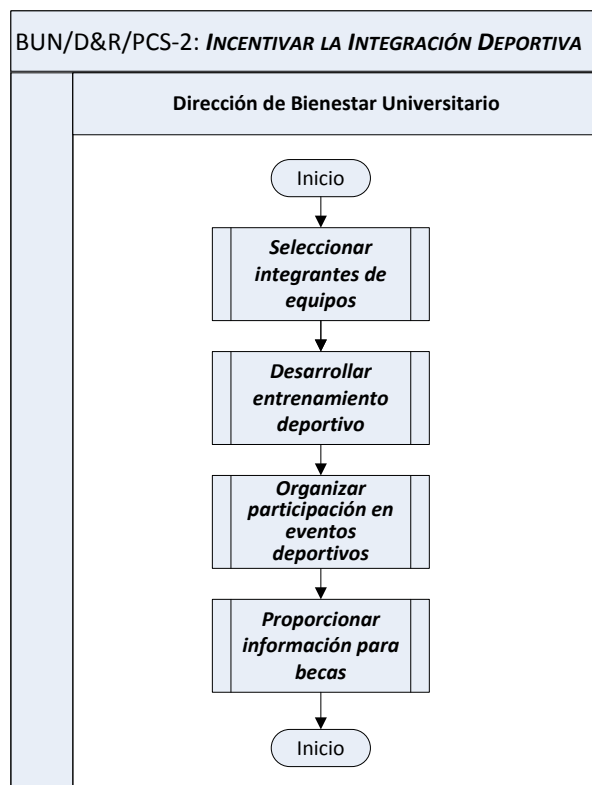 BUN/D&R/PCS-2: INCENTIVAR LA INTEGRACIÓN DEPORTIVA
Dirección de Bienestar Universitario
Inicio
Seleccionar
integrantes de
equipos
Desarrollar
entrenamiento
deportivo
Organizar
participación en
eventos
deportivos
Proporcionar
información para
becas
Inicio